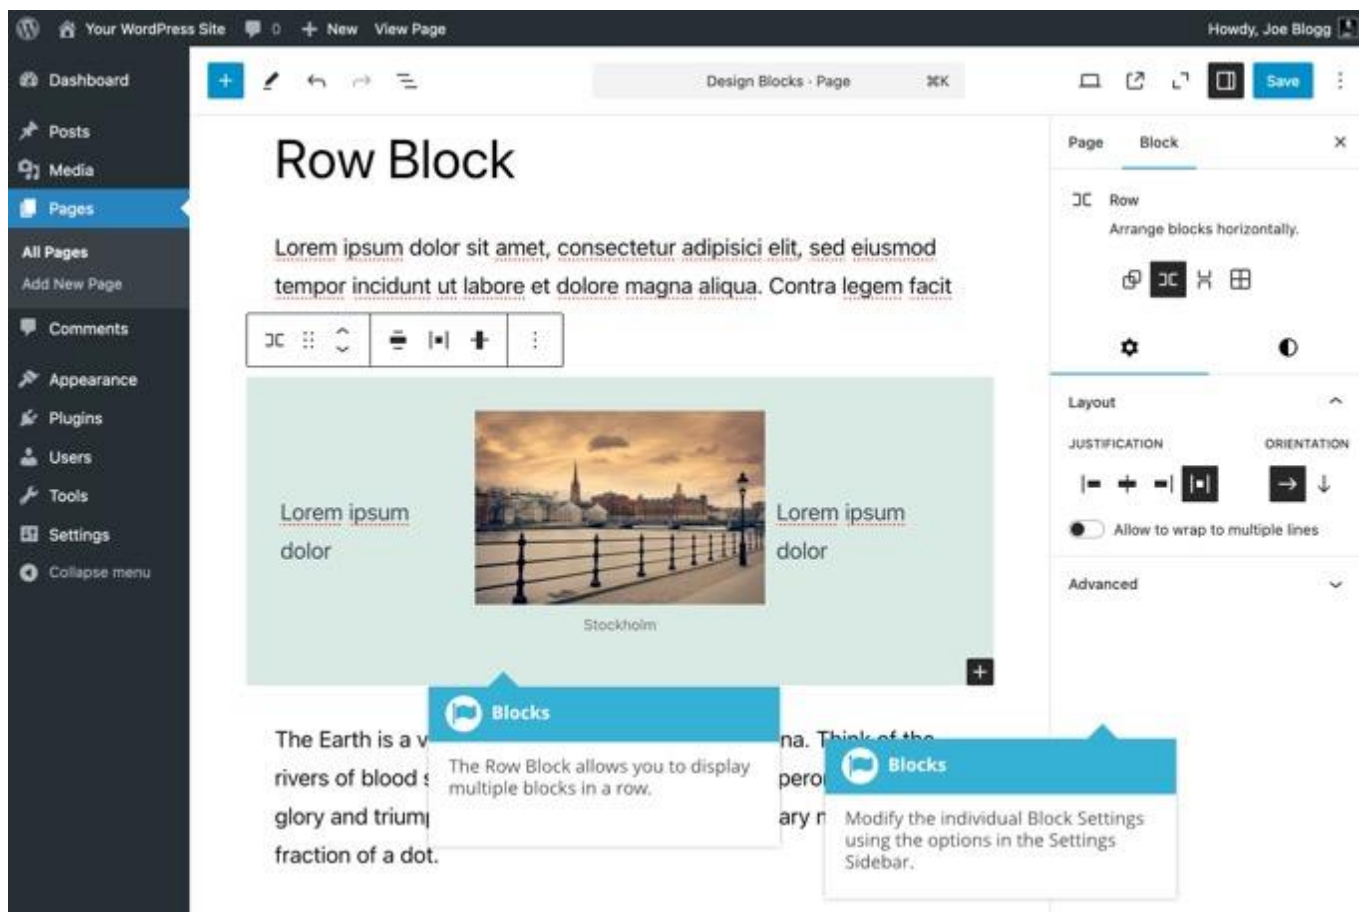 Your WordPress Site 0 New View Page Howdy, Joe Blogg
Dashboard
Posts
Media
Pages
All Pages
Add New Page
Comments
Appearance
Plugins
Users
Tools
Settings
Collapse menu
Design Blocks · Page ⌘K
Save
Row Block
Lorem ipsum dolor sit amet, consectetur adipisici elit, sed eiusmod
tempor incidunt ut labore et dolore magna aliqua. Contra legem facit
Lorem ipsum
dolor
Stockholm
Lorem ipsum
dolor
The Earth is a v
na. Think of the
rivers of blood s
peror
glory and triump
ary m
fraction of a dot.
Blocks
The Row Block allows you to display
multiple blocks in a row.
Page Block
Row
Arrange blocks horizontally.
Layout
JUSTIFICATION ORIENTATION
Allow to wrap to multiple lines
Advanced
Blocks
Modify the individual Block Settings
using the options in the Settings
Sidebar.